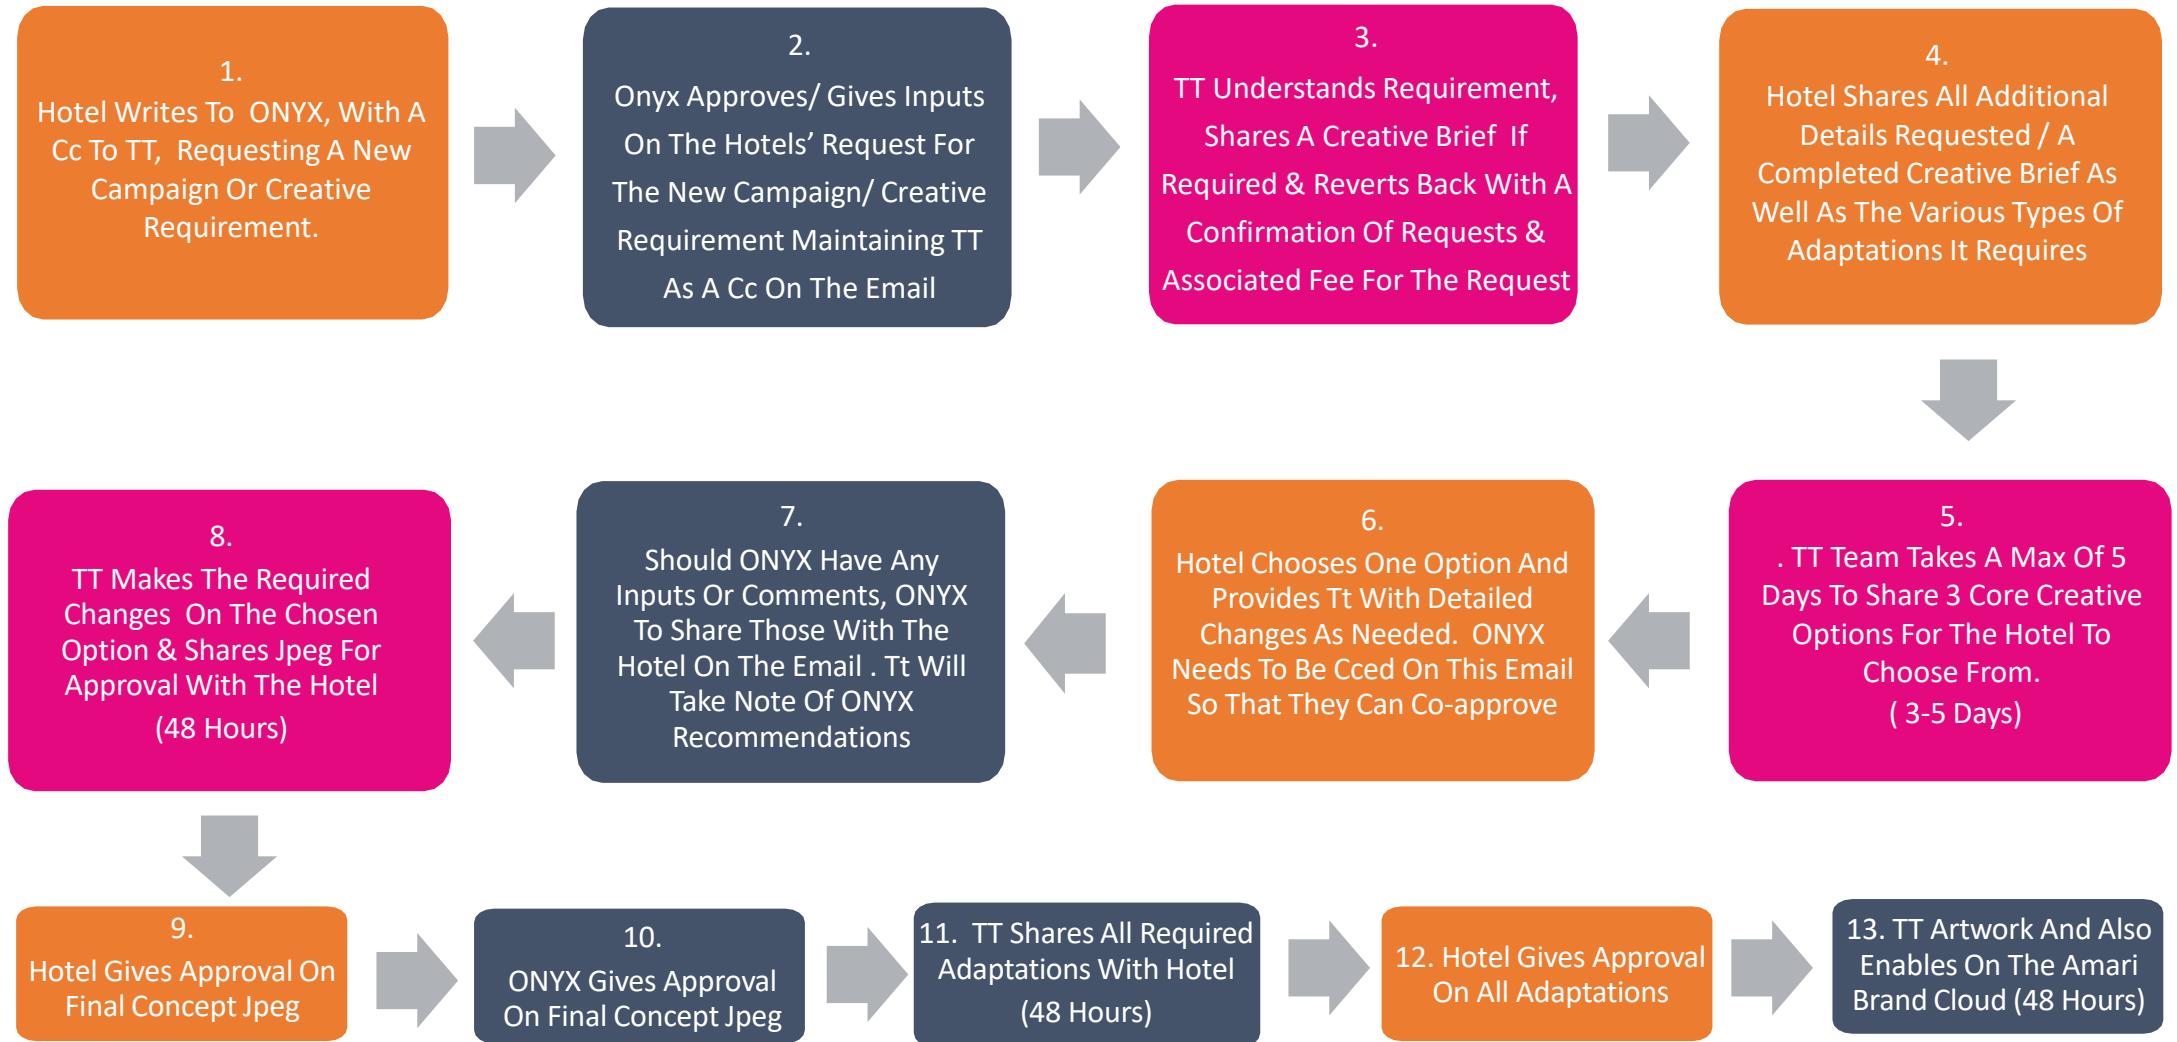 1.
Hotel Writes To ONYX, With A
Cc To TT, Requesting A New
Campaign Or Creative
Requirement.
2.
Onyx Approves/ Gives Inputs
On The Hotels’ Request For
The New Campaign/ Creative
Requirement Maintaining TT
As A Cc On The Email
3.
TT Understands Requirement,
Shares A Creative Brief If
Required & Reverts Back With A
Confirmation Of Requests &
Associated Fee For The Request
4.
Hotel Shares All Additional
Details Requested / A
Completed Creative Brief As
Well As The Various Types Of
Adaptations It Requires
5.
. TT Team Takes A Max Of 5
Days To Share 3 Core Creative
Options For The Hotel To
Choose From.
( 3-5 Days)
6.
Hotel Chooses One Option And
Provides Tt With Detailed
Changes As Needed. ONYX
Needs To Be Cced On This Email
So That They Can Co-approve
7.
Should ONYX Have Any
Inputs Or Comments, ONYX
To Share Those With The
Hotel On The Email . Tt Will
Take Note Of ONYX
Recommendations
8.
TT Makes The Required
Changes On The Chosen
Option & Shares Jpeg For
Approval With The Hotel
(48 Hours)
9.
Hotel Gives Approval On
Final Concept Jpeg
10.
ONYX Gives Approval
On Final Concept Jpeg
11. TT Shares All Required
Adaptations With Hotel
(48 Hours)
12. Hotel Gives Approval
On All Adaptations
13. TT Artwork And Also
Enables On The Amari
Brand Cloud (48 Hours)